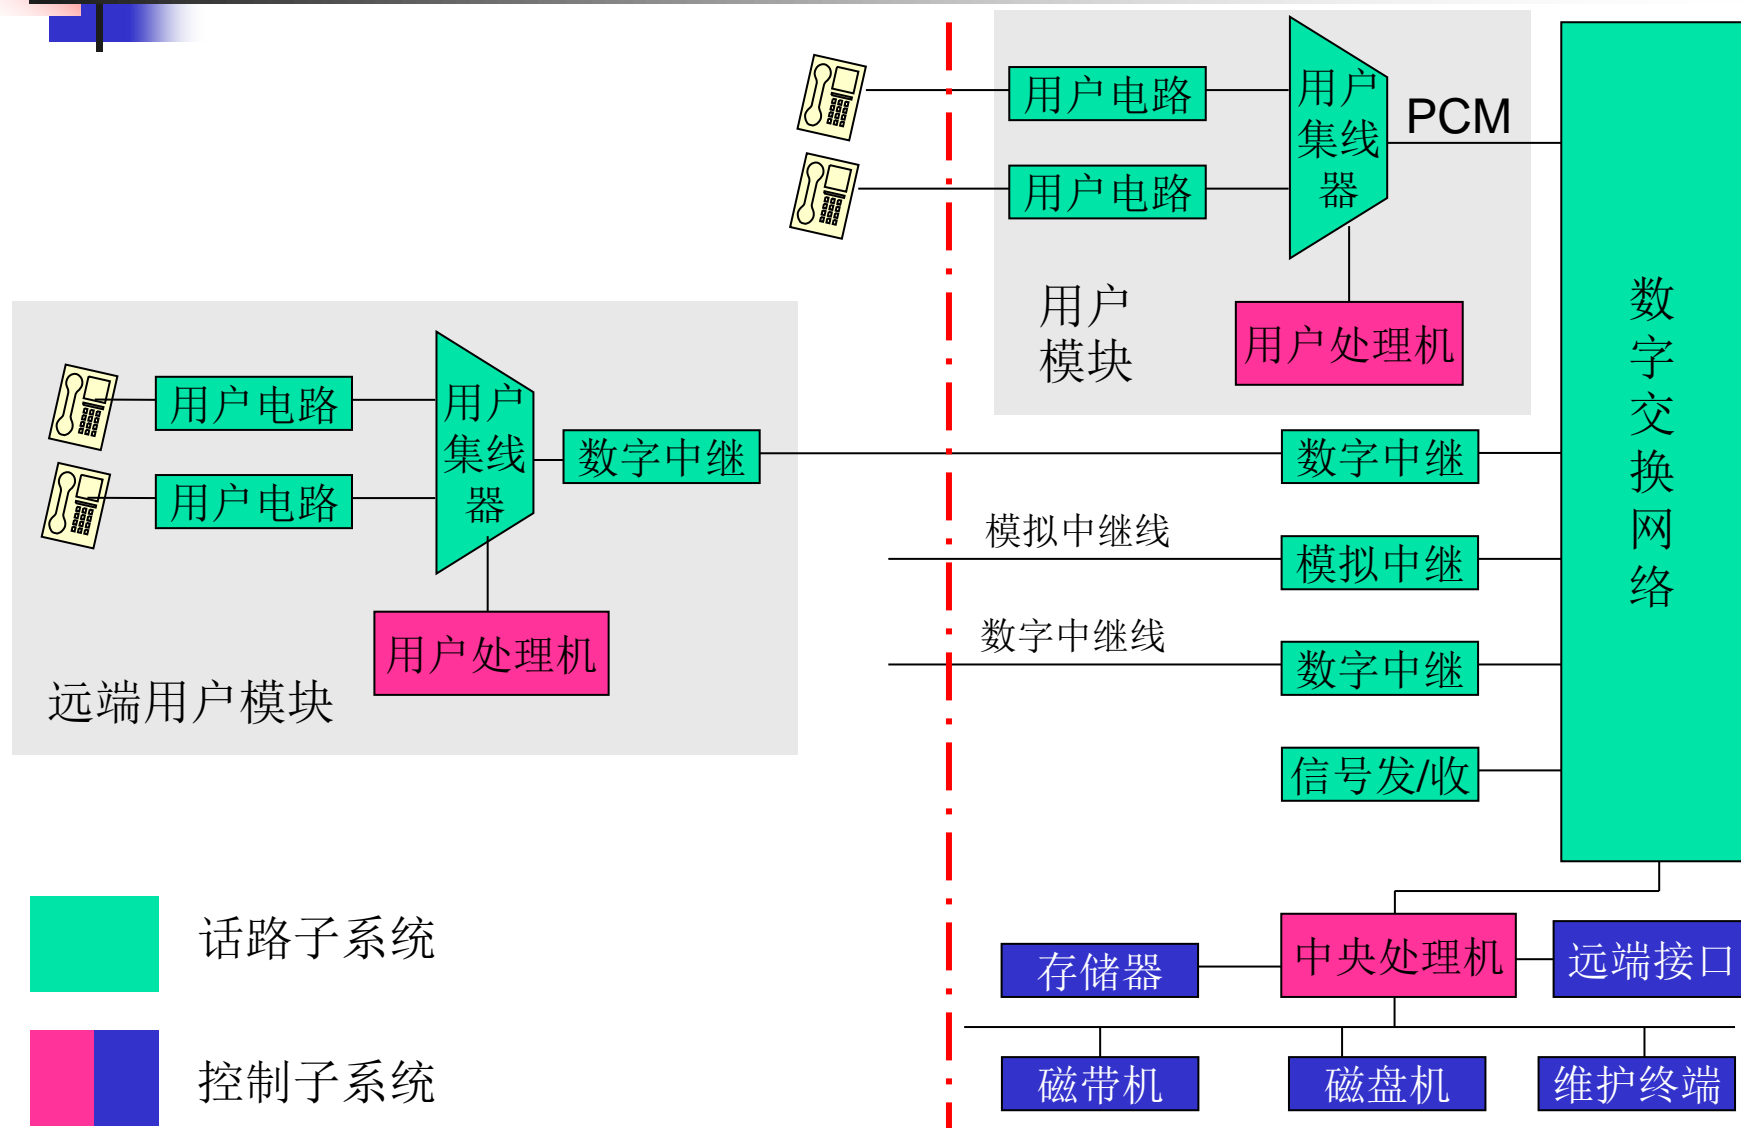 用户电路
用户电路
用户
集线
器
PCM
用户
模块
用户处理机
数
字
交
换
网
络
用户电路
用户电路
用户
集线
器
数字中继
用户处理机
远端用户模块
数字中继
模拟中继线
模拟中继
数字中继线
数字中继
信号发/收
话路子系统
控制子系统
存储器
中央处理机
远端接口
磁带机
磁盘机
维护终端